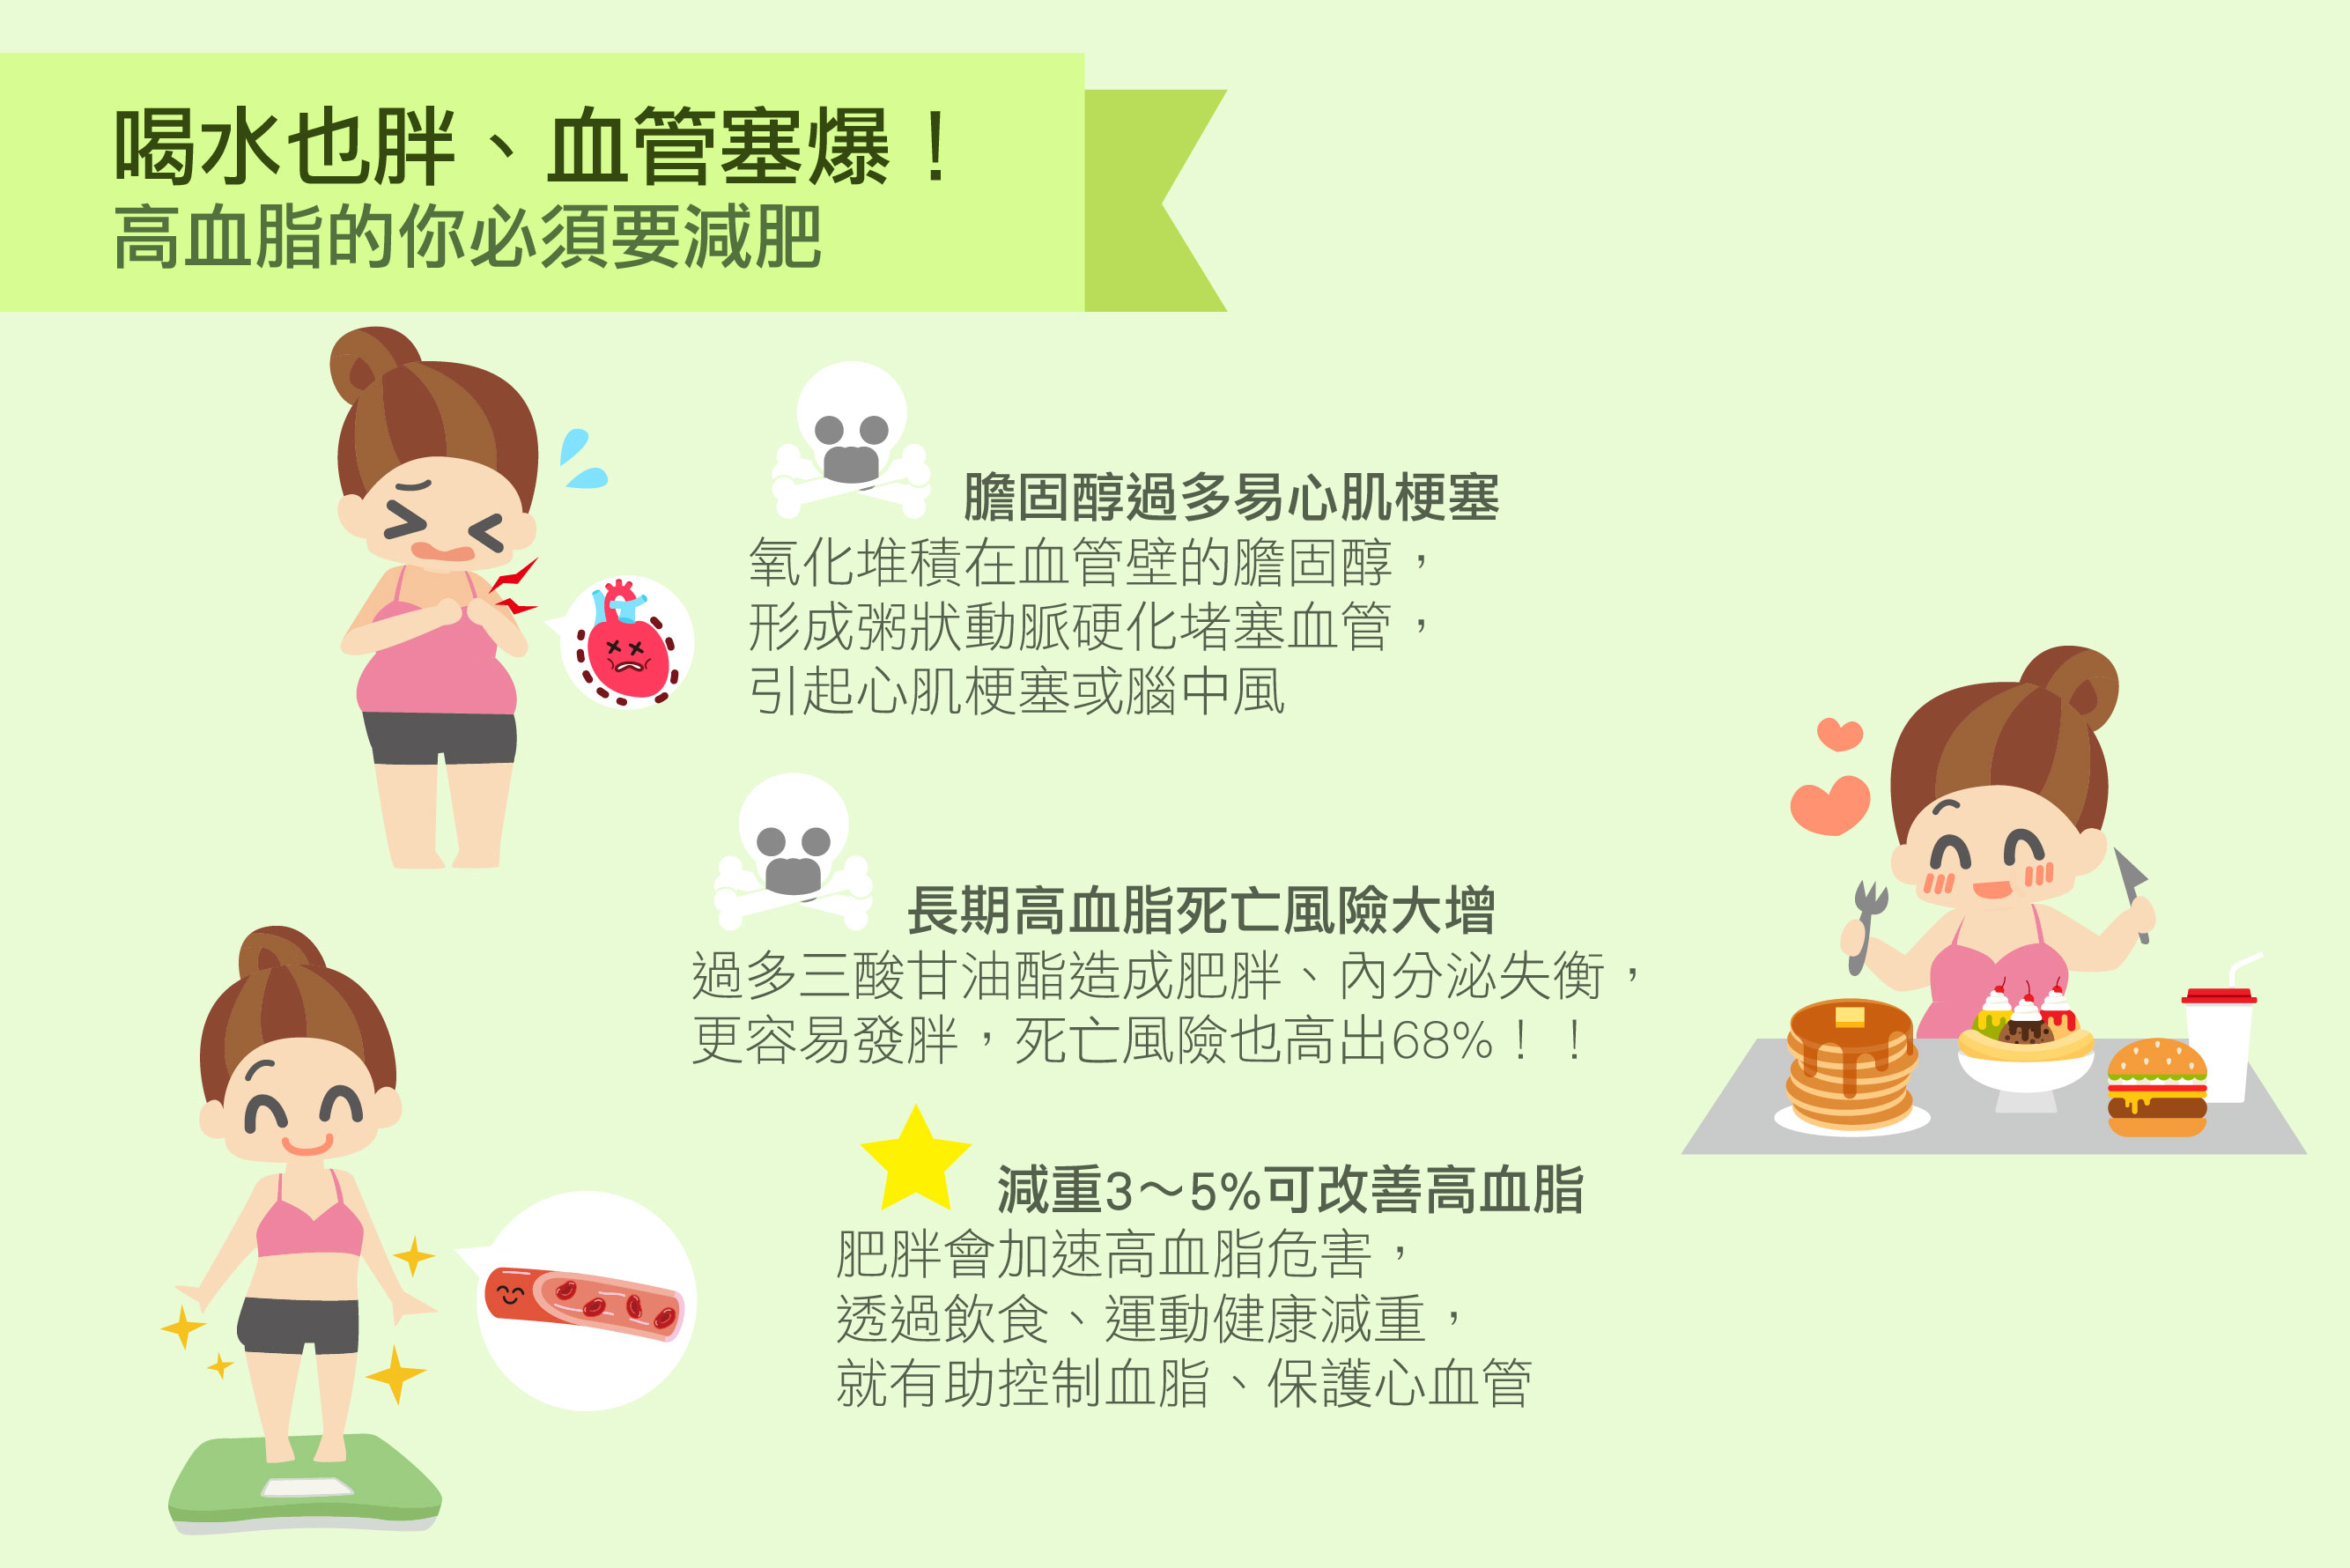 喝水也胖、血管塞爆！
高血脂的你必須要減肥
膽固醇過多易心肌梗塞
氧化堆積在血管壁的膽固醇，
形成粥狀動脈硬化堵塞血管，
引起心肌梗塞或腦中風
長期高血脂死亡風險大增
過多三酸甘油酯造成肥胖、內分泌失衡，
更容易發胖，死亡風險也高出68%！！
減重3～5%可改善高血脂
肥胖會加速高血脂危害，
透過飲食、運動健康減重，
就有助控制血脂、保護心血管